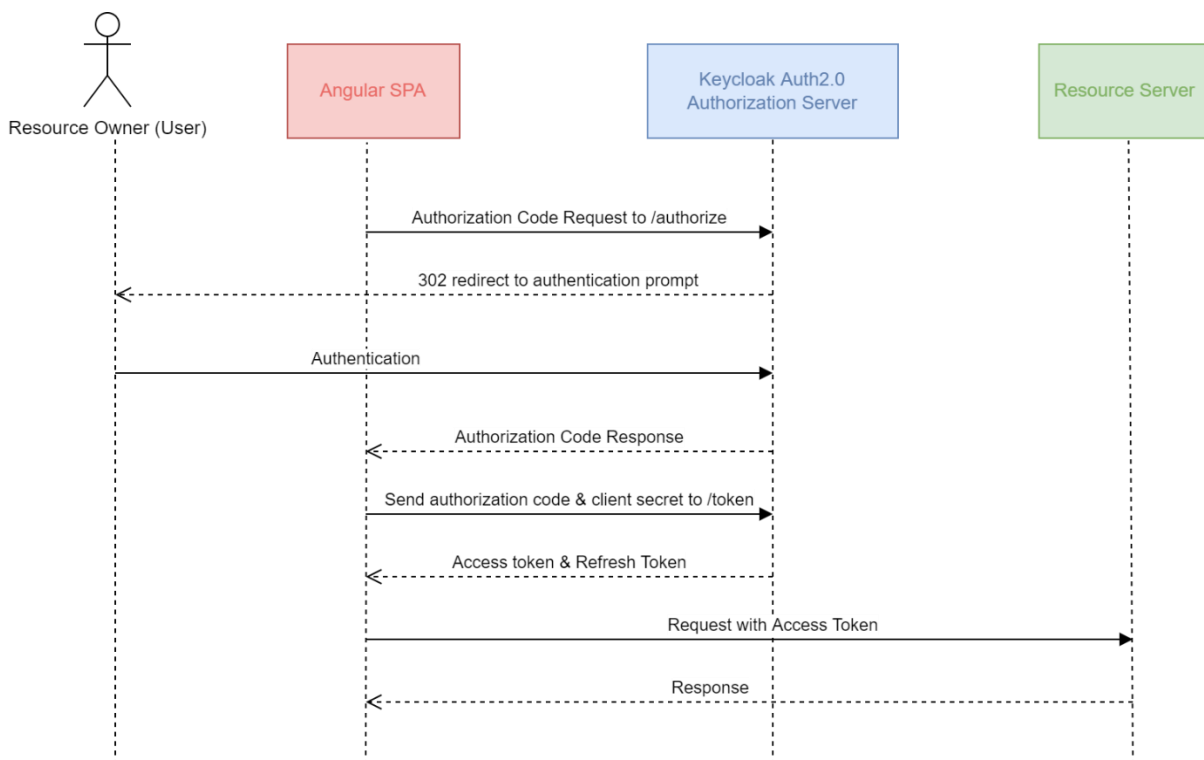 Resource Owner (User)
Angular SPA
Keycloak Auth2.0
Authorization Server
Resource Server
Authorization Code Request to /authorize
302 redirect to authentication prompt
Authentication
Authorization Code Response
Send authorization code & client secret to /token
Access token & Refresh Token
Request with Access Token
Response